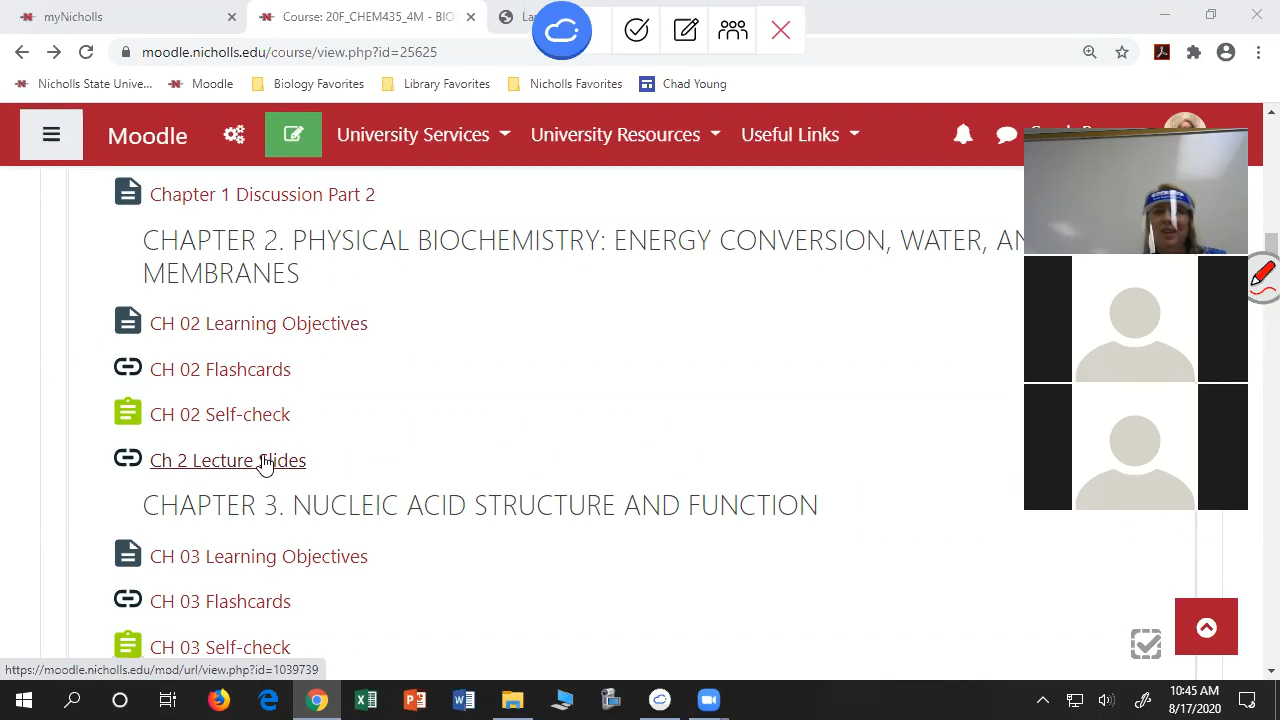 myNicholls
Course: 20F_CHEM435_4M - BIO
moodle.nicholls.edu/course/view.php?id=25625
Nicholls State Unive...
Moodle
Biology Favorites
Library Favorites
Nicholls Favorites
Chad Young
Moodle
University Services
University Resources
Useful Links
Chapter 1 Discussion Part 2
CHAPTER 2. PHYSICAL BIOCHEMISTRY: ENERGY CONVERSION, WATER, AN
MEMBRANES
CH 02 Learning Objectives
CH 02 Flashcards
CH 02 Self-check
Ch 2 Lecture Slides
CHAPTER 3. NUCLEIC ACID STRUCTURE AND FUNCTION
CH 03 Learning Objectives
CH 03 Flashcards
CH 03 Self-check
https://moodle.nicholls.edu/mod/url/view.php?id=1039739
10:45 AM
8/17/2020